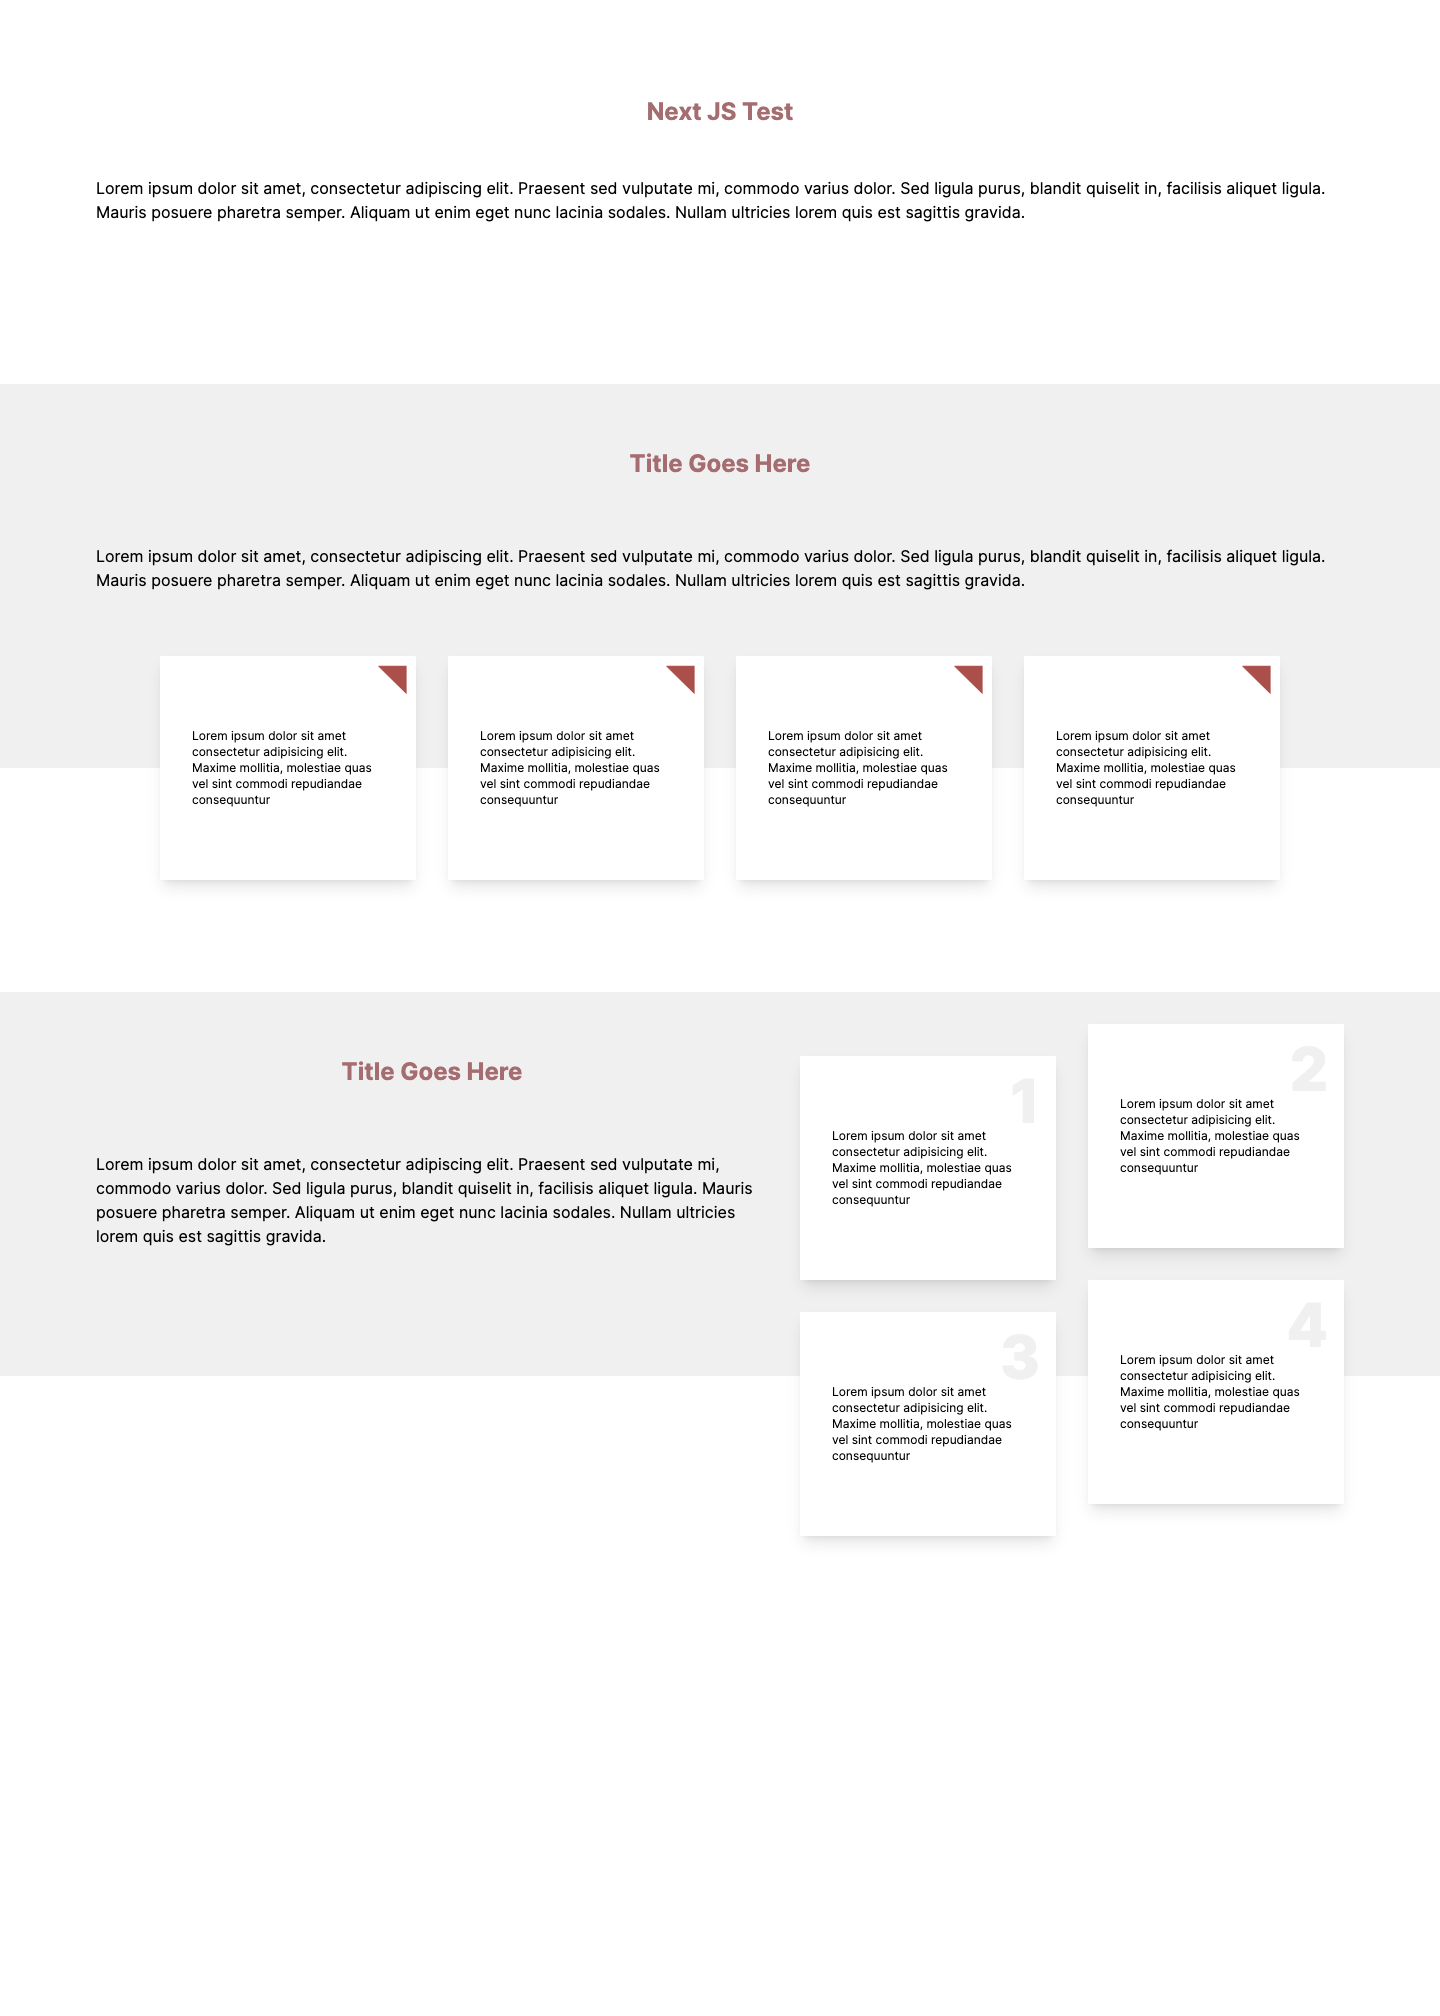 Next JS Test
Lorem ipsum dolor sit amet, consectetur adipiscing elit. Praesent sed vulputate mi, commodo varius dolor. Sed ligula purus, blandit quiselit in, facilisis aliquet ligula.
Mauris posuere pharetra semper. Aliquam ut enim eget nunc lacinia sodales. Nullam ultricies lorem quis est sagittis gravida.
Title Goes Here
Lorem ipsum dolor sit amet, consectetur adipiscing elit. Praesent sed vulputate mi, commodo varius dolor. Sed ligula purus, blandit quiselit in, facilisis aliquet ligula.
Mauris posuere pharetra semper. Aliquam ut enim eget nunc lacinia sodales. Nullam ultricies lorem quis est sagittis gravida.
Lorem ipsum dolor sit amet
consectetur adipisicing elit.
Maxime mollitia, molestiae quas
vel sint commodi repudiandae
consequuntur
Lorem ipsum dolor sit amet
consectetur adipisicing elit.
Maxime mollitia, molestiae quas
vel sint commodi repudiandae
consequuntur
Lorem ipsum dolor sit amet
consectetur adipisicing elit.
Maxime mollitia, molestiae quas
vel sint commodi repudiandae
consequuntur
Lorem ipsum dolor sit amet
consectetur adipisicing elit.
Maxime mollitia, molestiae quas
vel sint commodi repudiandae
consequuntur
Title Goes Here
Lorem ipsum dolor sit amet, consectetur adipiscing elit. Praesent sed vulputate mi,
commodo varius dolor. Sed ligula purus, blandit quiselit in, facilisis aliquet ligula. Mauris
posuere pharetra semper. Aliquam ut enim eget nunc lacinia sodales. Nullam ultricies
lorem quis est sagittis gravida.
1
Lorem ipsum dolor sit amet
consectetur adipisicing elit.
Maxime mollitia, molestiae quas
vel sint commodi repudiandae
consequuntur
2
Lorem ipsum dolor sit amet
consectetur adipisicing elit.
Maxime mollitia, molestiae quas
vel sint commodi repudiandae
consequuntur
3
Lorem ipsum dolor sit amet
consectetur adipisicing elit.
Maxime mollitia, molestiae quas
vel sint commodi repudiandae
consequuntur
4
Lorem ipsum dolor sit amet
consectetur adipisicing elit.
Maxime mollitia, molestiae quas
vel sint commodi repudiandae
consequuntur